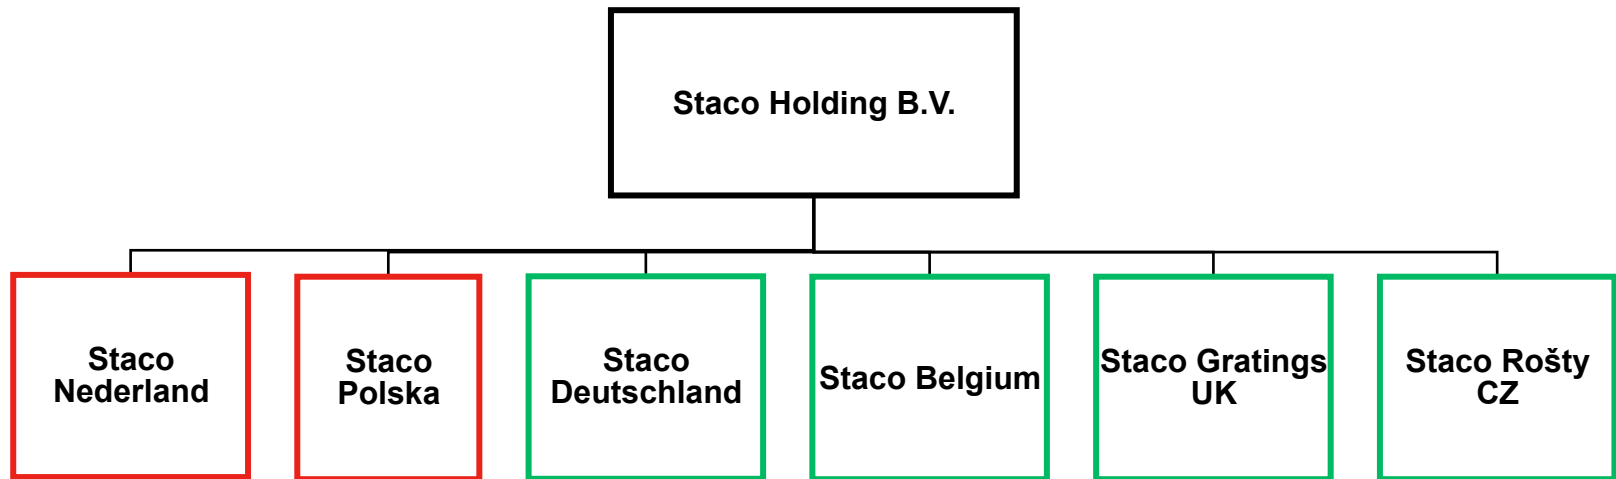 Staco Holding B.V.
Staco
Nederland
Staco
Polska
Staco
Deutschland
Staco Belgium
Staco Gratings
UK
Staco Rošty
CZ